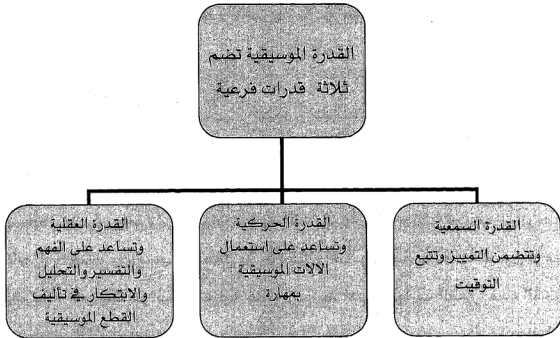 القدرة الموسيقية تضم
ثلاثة قدرات فرعية
القدرة السمعية
وتتضمن التمييز وتتبع
التوقيت
القدرة الحركية
وتساعد على استعمال
الالات الموسيقية
بمهارة
القدرة العقلية
وتساعد على الفهم
والتفسير والتحليل
والابتكار في تأليف
القطع الموسيقية